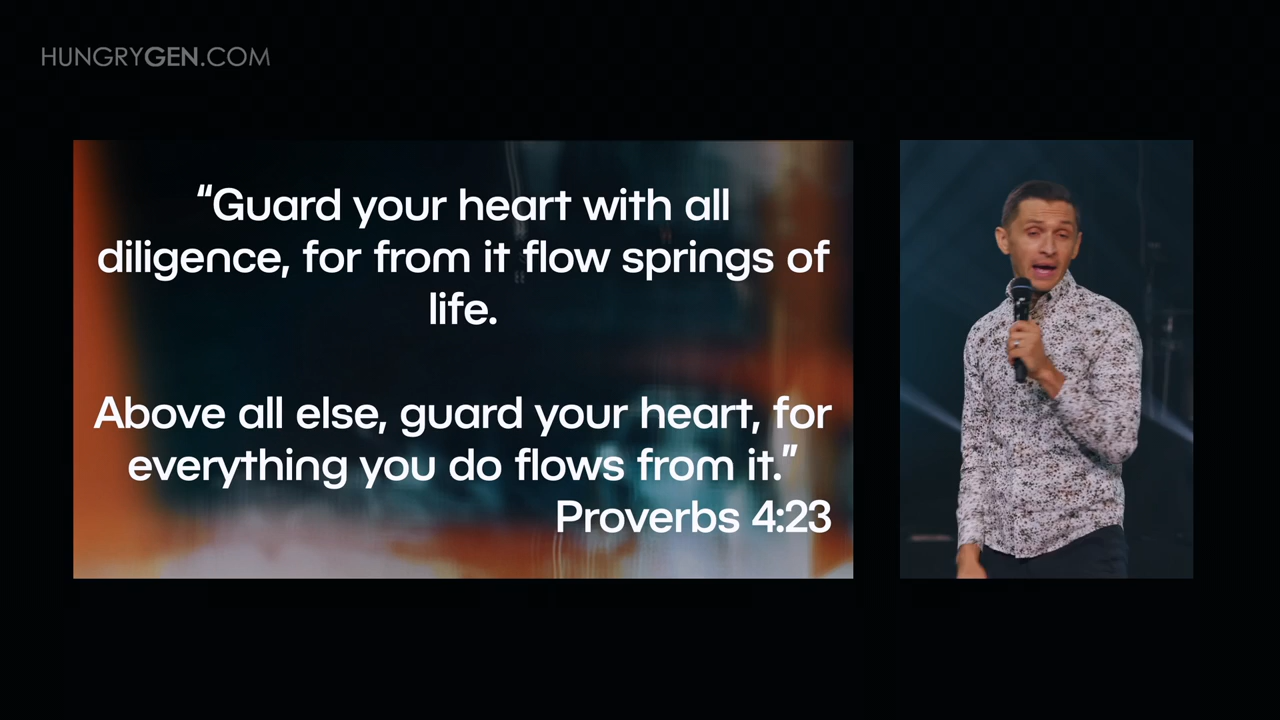 HUNGRYGEN.COM
“Guard your heart with all
diligence, for from it flow springs of
life.
Above all else, guard your heart, for
everything you do flows from it.”
Proverbs 4:23